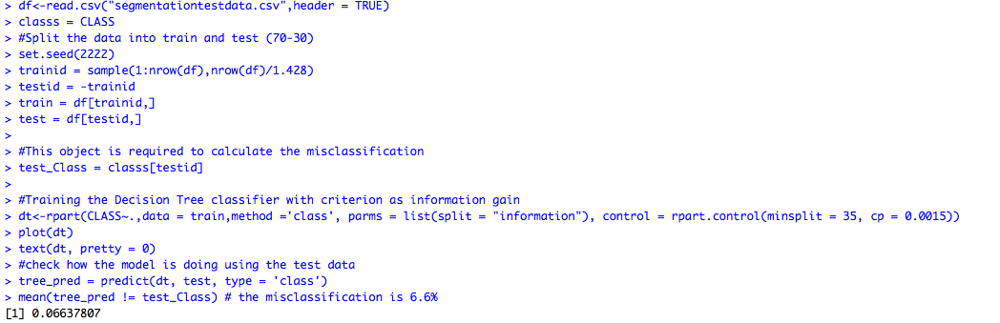 > df<-read.csv("segmentationtestdata.csv",header = TRUE)
> classs = CLASS
> #Split the data into train and test (70-30)
> set.seed(2222)
> trainid = sample(1:nrow(df),nrow(df)/1.428)
> testid = -trainid
> train = df[trainid,]
> test = df[testid,]
>
> #This object is required to calculate the misclassification
> test_Class = classs[testid]
>
> #Training the Decision Tree classifier with criterion as information gain
> dt<-rpart(CLASS~.,data = train,method ='class', parms = list(split = "information"), control = rpart.control(minsplit = 35, cp = 0.0015))
> plot(dt)
> text(dt, pretty = 0)
> #check how the model is doing using the test data
> tree_pred = predict(dt, test, type = 'class')
> mean(tree_pred != test_Class) # the misclassification is 6.6%
[1] 0.06637807